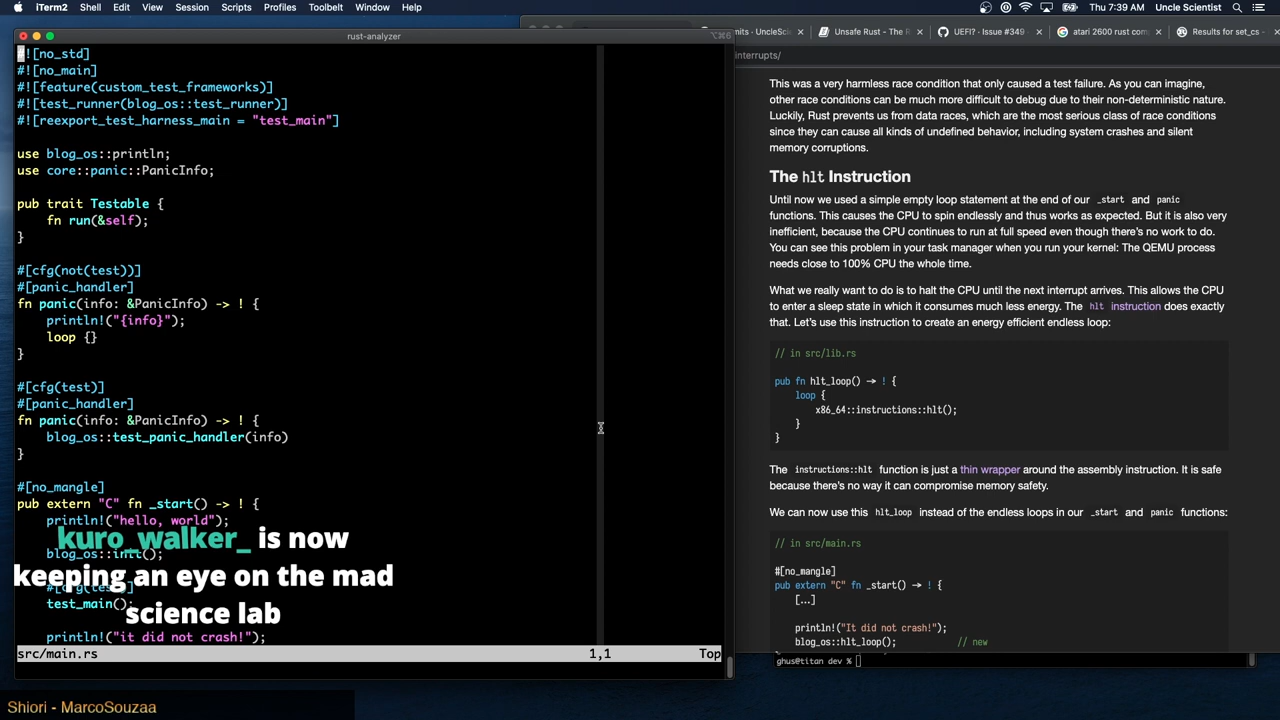 iTerm2 Shell Edit View Session Scripts Profiles Toolbelt Window Help
Thu 7:39 AM Uncle Scientist
rust-analyzer
⌥⌘6
#![no_std]
#![no_main]
#![feature(custom_test_frameworks)]
#![test_runner(blog_os::test_runner)]
#![reexport_test_harness_main = "test_main"]
use blog_os::println;
use core::panic::PanicInfo;
pub trait Testable {
fn run(&self);
}
#[cfg(not(test))]
#[panic_handler]
fn panic(info: &PanicInfo) -> ! {
println!("{info}");
loop {}
}
#[cfg(test)]
#[panic_handler]
fn panic(info: &PanicInfo) -> ! {
blog_os::test_panic_handler(info)
}
#[no_mangle]
pub extern "C" fn _start() -> ! {
println!("hello, world");
blog_os::init();
#[cfg(test)]
test_main();
println!("it did not crash!");
src/main.rs 1,1 Top
kuro_walker_ is now
keeping an eye on the mad
science lab
Shiori - MarcoSouzaa
mits · UncleScie
Unsafe Rust - The R
UEFI? · Issue #349
atari 2600 rust com
Results for set_cs
interrupts/
This was a very harmless race condition that only caused a test failure. As you can imagine,
other race conditions can be much more difficult to debug due to their non-deterministic nature.
Luckily, Rust prevents us from data races, which are the most serious class of race conditions
since they can cause all kinds of undefined behavior, including system crashes and silent
memory corruptions.
The hlt Instruction
Until now we used a simple empty loop statement at the end of our _start and panic
functions. This causes the CPU to spin endlessly and thus works as expected. But it is also very
inefficient, because the CPU continues to run at full speed even though there's no work to do.
You can see this problem in your task manager when you run your kernel: The QEMU process
needs close to 100% CPU the whole time.
What we really want to do is to halt the CPU until the next interrupt arrives. This allows the CPU
to enter a sleep state in which it consumes much less energy. The hlt instruction does exactly
that. Let's use this instruction to create an energy efficient endless loop:
// in src/lib.rs
pub fn hlt_loop() -> ! {
loop {
x86_64::instructions::hlt();
}
}
The instructions::hlt function is just a thin wrapper around the assembly instruction. It is safe
because there's no way it can compromise memory safety.
We can now use this hlt_loop instead of the endless loops in our _start and panic functions:
// in src/main.rs
#[no_mangle]
pub extern "C" fn _start() -> ! {
[…]
println!("It did not crash!");
blog_os::hlt_loop(); // new
ghus@titan dev %